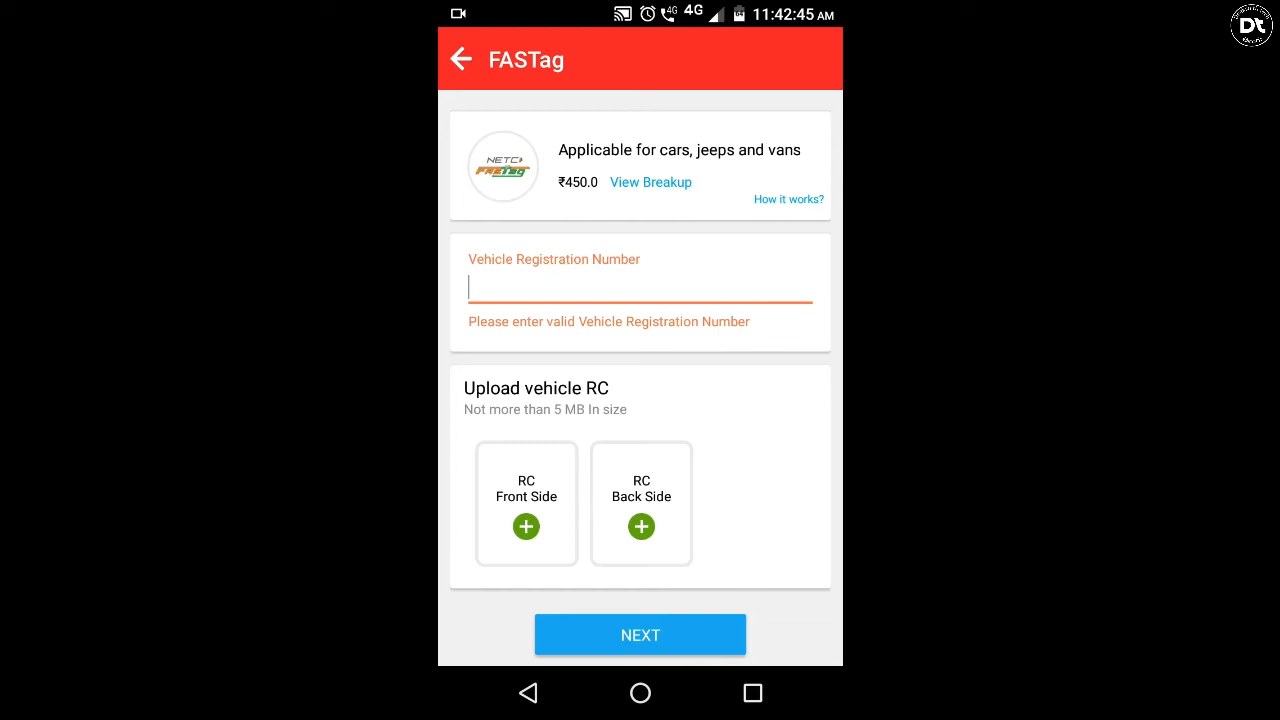 4G 4G 11:42:45 AM
Dt
FASTag
NETC
FASTag
Applicable for cars, jeeps and vans
₹450.0 View Breakup
How it works?
Vehicle Registration Number
Please enter valid Vehicle Registration Number
Upload vehicle RC
Not more than 5 MB In size
RC
Front Side
RC
Back Side
NEXT